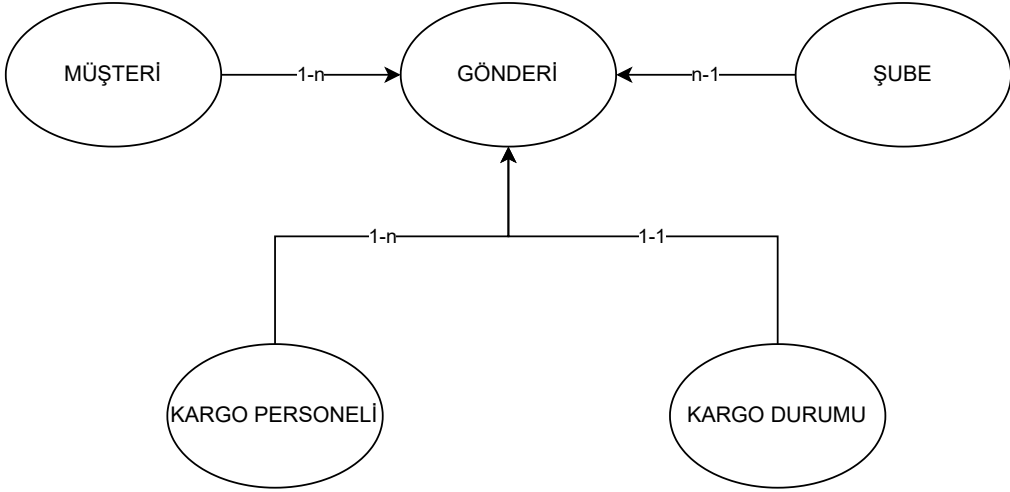 MÜŞTERİ
1-n
GÖNDERİ
n-1
ŞUBE
1-n
1-1
KARGO PERSONELİ
KARGO DURUMU